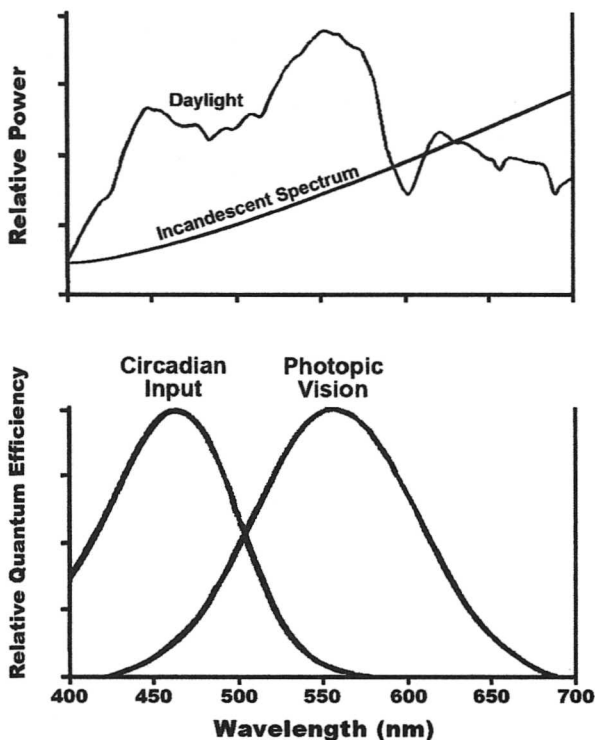 Relative Power
Daylight
Incandescent Spectrum
Relative Quantum Efficiency
Circadian
Input
Photopic
Vision
400 450 500 550 600 650 700
Wavelength (nm)